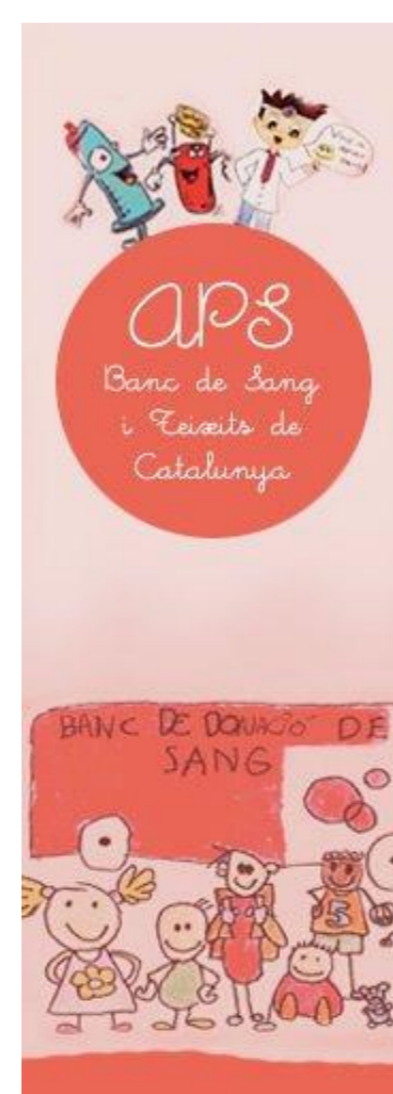 APS
Banc de Sang
i Teixits de
Catalunya
BANC DE DONACIÓ DE
SANG
5